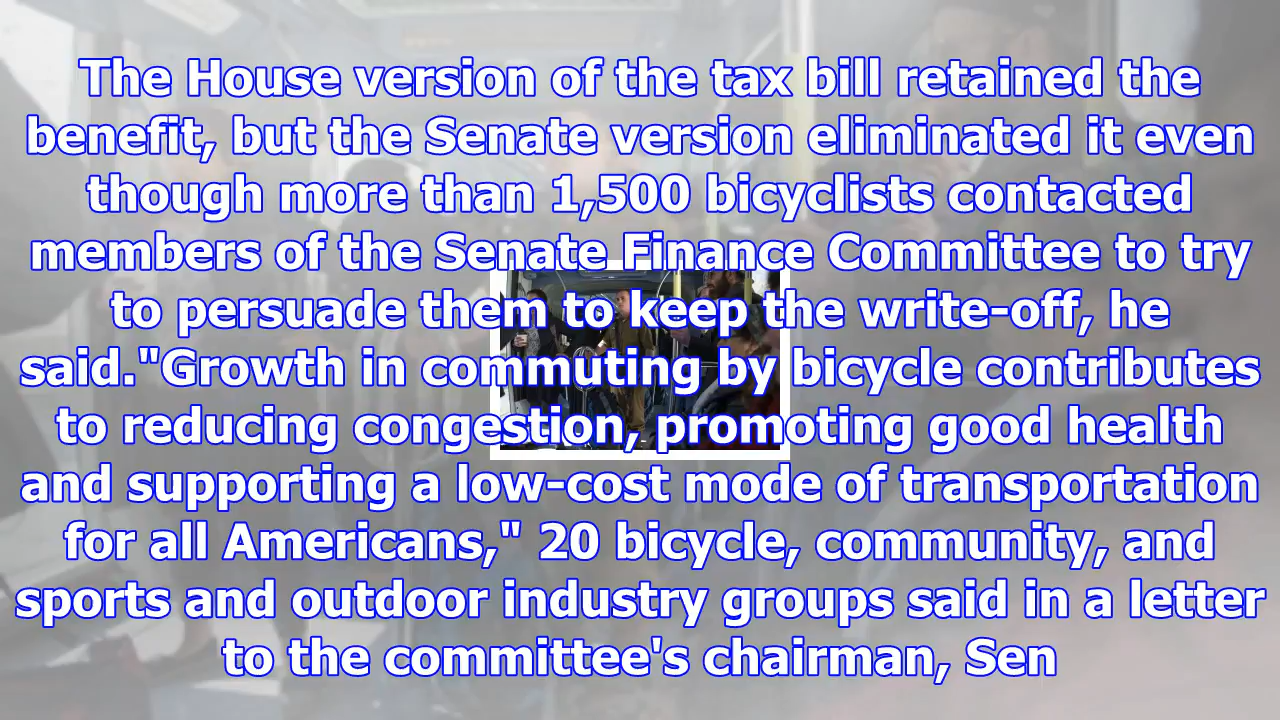 The House version of the tax bill retained the
benefit, but the Senate version eliminated it even
though more than 1,500 bicyclists contacted
members of the Senate Finance Committee to try
to persuade them to keep the write-off, he
said."Growth in commuting by bicycle contributes
to reducing congestion, promoting good health
and supporting a low-cost mode of transportation
for all Americans," 20 bicycle, community, and
sports and outdoor industry groups said in a letter
to the committee's chairman, Sen